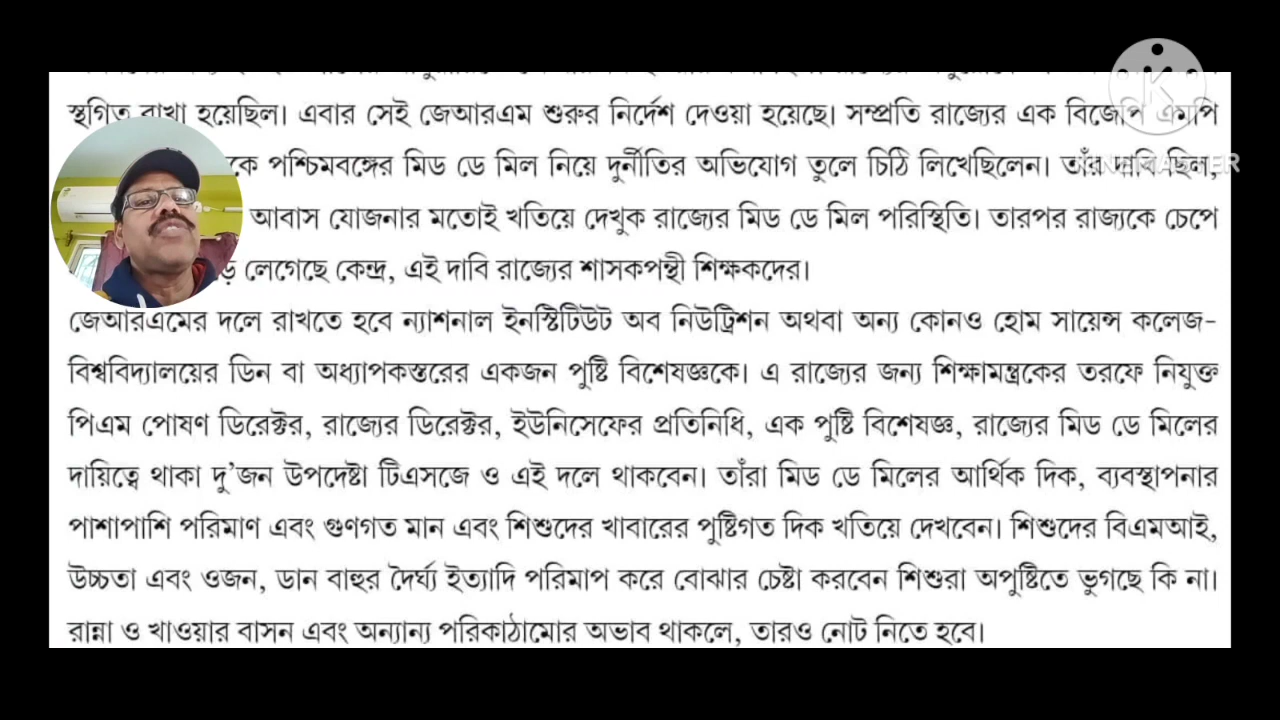 স্থগিত রাখা হয়েছিল। এবার সেই জেআরএম শুরুর নির্দেশ দেওয়া হয়েছে। সম্প্রতি রাজ্যের এক বিজেপি এমপি
কে পশ্চিমবঙ্গের মিড ডে মিল নিয়ে দুর্নীতির অভিযোগ তুলে চিঠি লিখেছিলেন। তাঁর দাবি ছিল,
আবাস যোজনার মতোই খতিয়ে দেখুক রাজ্যের মিড ডে মিল পরিস্থিতি। তারপর রাজ্যকে চেপে
লেগেছে কেন্দ্র, এই দাবি রাজ্যের শাসকপন্থী শিক্ষকদের।
জেআরএমের দলে রাখতে হবে ন্যাশনাল ইনস্টিটিউট অব নিউট্রিশন অথবা অন্য কোনও হোম সায়েন্স কলেজ-
বিশ্ববিদ্যালয়ের ডিন বা অধ্যাপকস্তরের একজন পুষ্টি বিশেষজ্ঞকে। এ রাজ্যের জন্য শিক্ষামন্ত্রকের তরফে নিযুক্ত
পিএম পোষণ ডিরেক্টর, রাজ্যের ডিরেক্টর, ইউনিসেফের প্রতিনিধি, এক পুষ্টি বিশেষজ্ঞ, রাজ্যের মিড ডে মিলের
দায়িত্বে থাকা দু’জন উপদেষ্টা টিএসজে ও এই দলে থাকবেন। তাঁরা মিড ডে মিলের আর্থিক দিক, ব্যবস্থাপনার
পাশাপাশি পরিমাণ এবং গুণগত মান এবং শিশুদের খাবারের পুষ্টিগত দিক খতিয়ে দেখবেন। শিশুদের বিএমআই,
উচ্চতা এবং ওজন, ডান বাহুর দৈর্ঘ্য ইত্যাদি পরিমাপ করে বোঝার চেষ্টা করবেন শিশুরা অপুষ্টিতে ভুগছে কি না।
রান্না ও খাওয়ার বাসন এবং অন্যান্য পরিকাঠামোর অভাব থাকলে, তারও নোট নিতে হবে।
K
KINEMASTER